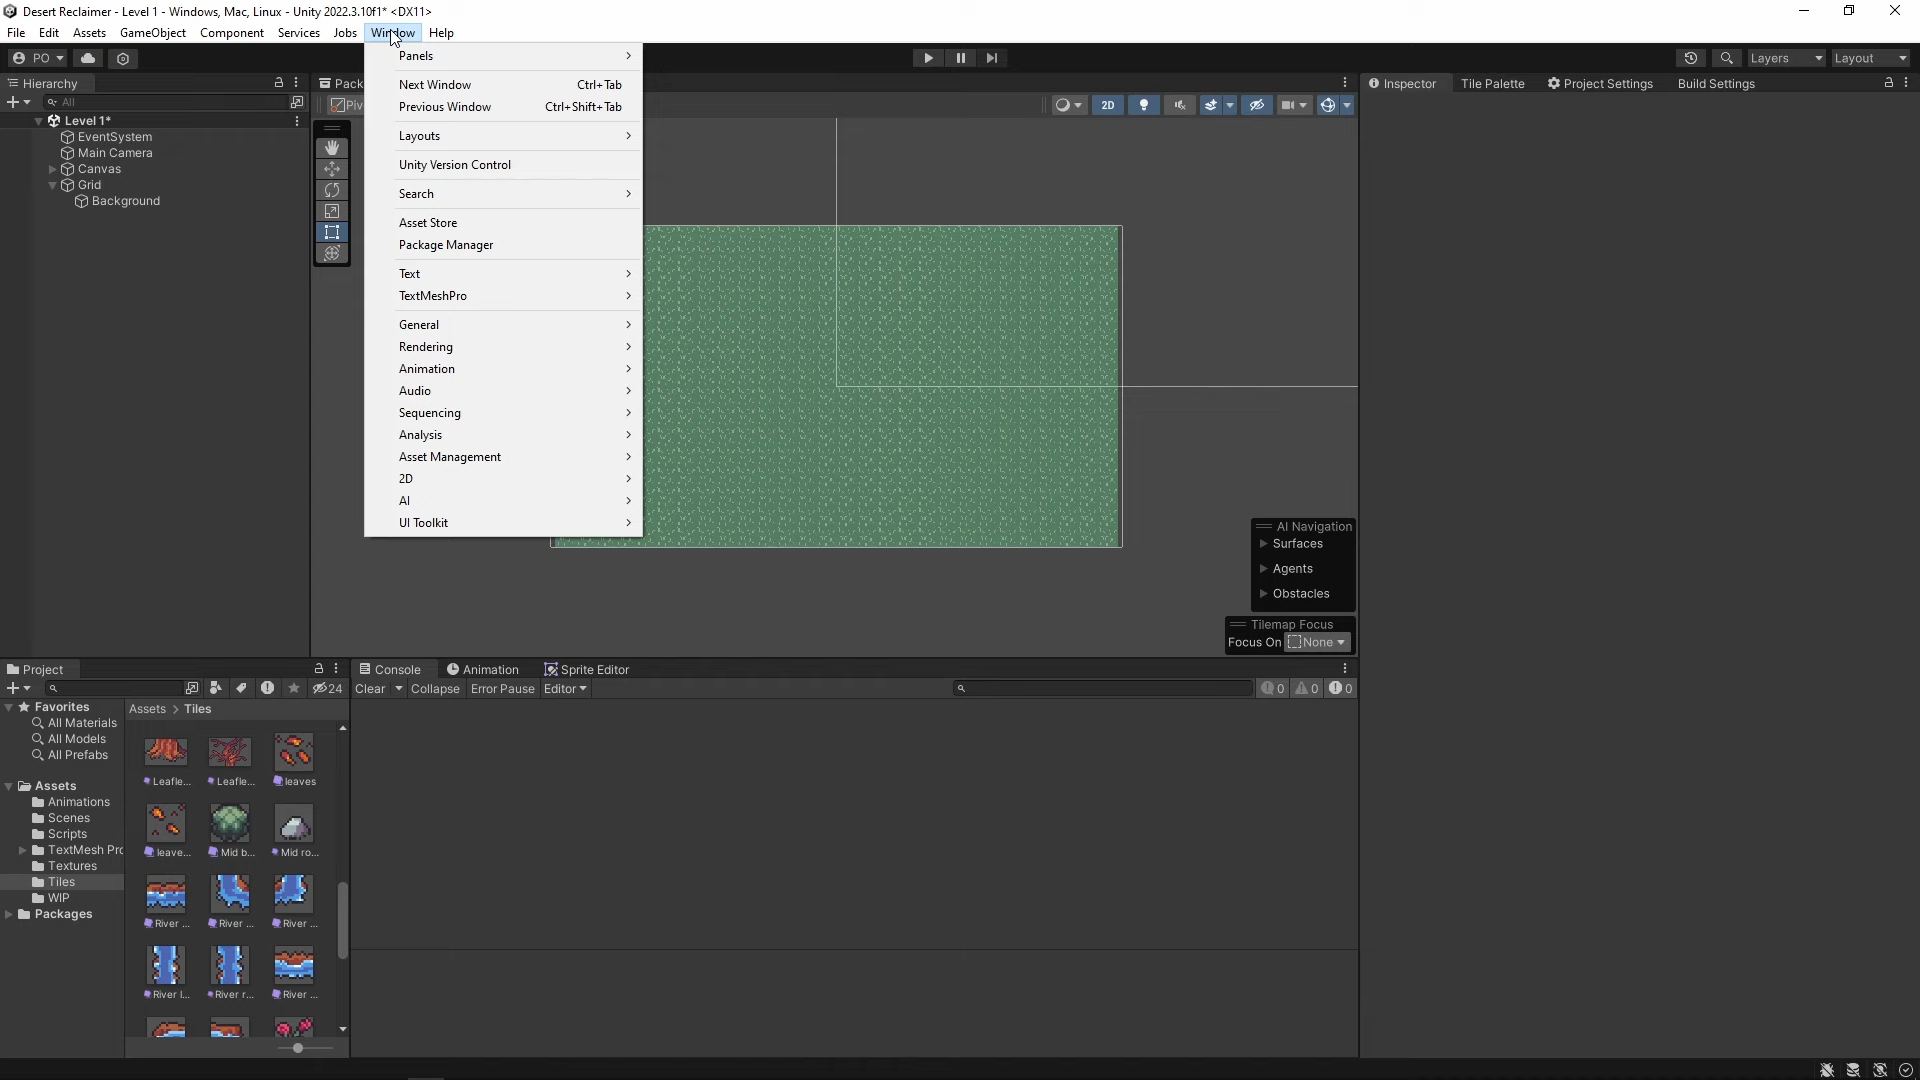 Desert Reclaimer - Level 1 - Windows, Mac, Linux - Unity 2022.3.10f1* <DX11>
File Edit Assets GameObject Component Services Jobs Window Help
PO
Layers Layout
Hierarchy
Pack
Inspector Tile Palette Project Settings Build Settings
All
Piv
2D
Level 1*
EventSystem
Main Camera
Canvas
Grid
Background
Panels
Next Window Ctrl+Tab
Previous Window Ctrl+Shift+Tab
Layouts
Unity Version Control
Search
Asset Store
Package Manager
Text
TextMeshPro
General
Rendering
Animation
Audio
Sequencing
Analysis
Asset Management
2D
AI
UI Toolkit
AI Navigation
Surfaces
Agents
Obstacles
Tilemap Focus
Focus On None
Project
Console Animation Sprite Editor
24
Clear Collapse Error Pause Editor
0 0 0
Favorites
All Materials
All Models
All Prefabs
Assets
Animations
Scenes
Scripts
TextMesh Pro
Textures
Tiles
WIP
Packages
Assets > Tiles
Leafle... Leafle... leaves
leave... Mid b... Mid ro...
River ... River ... River ...
River l... River r... River ...